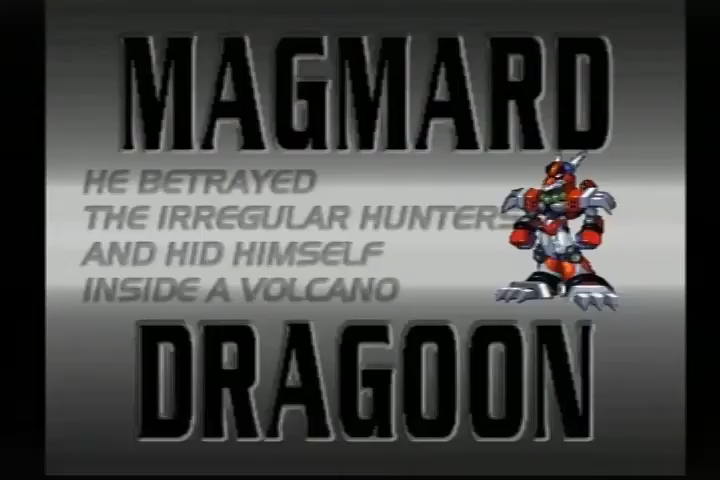 MAGMARD
HE BETRAYED
THE IRREGULAR HUNTERS
AND HID HIMSELF
INSIDE A VOLCANO
DRAGOON